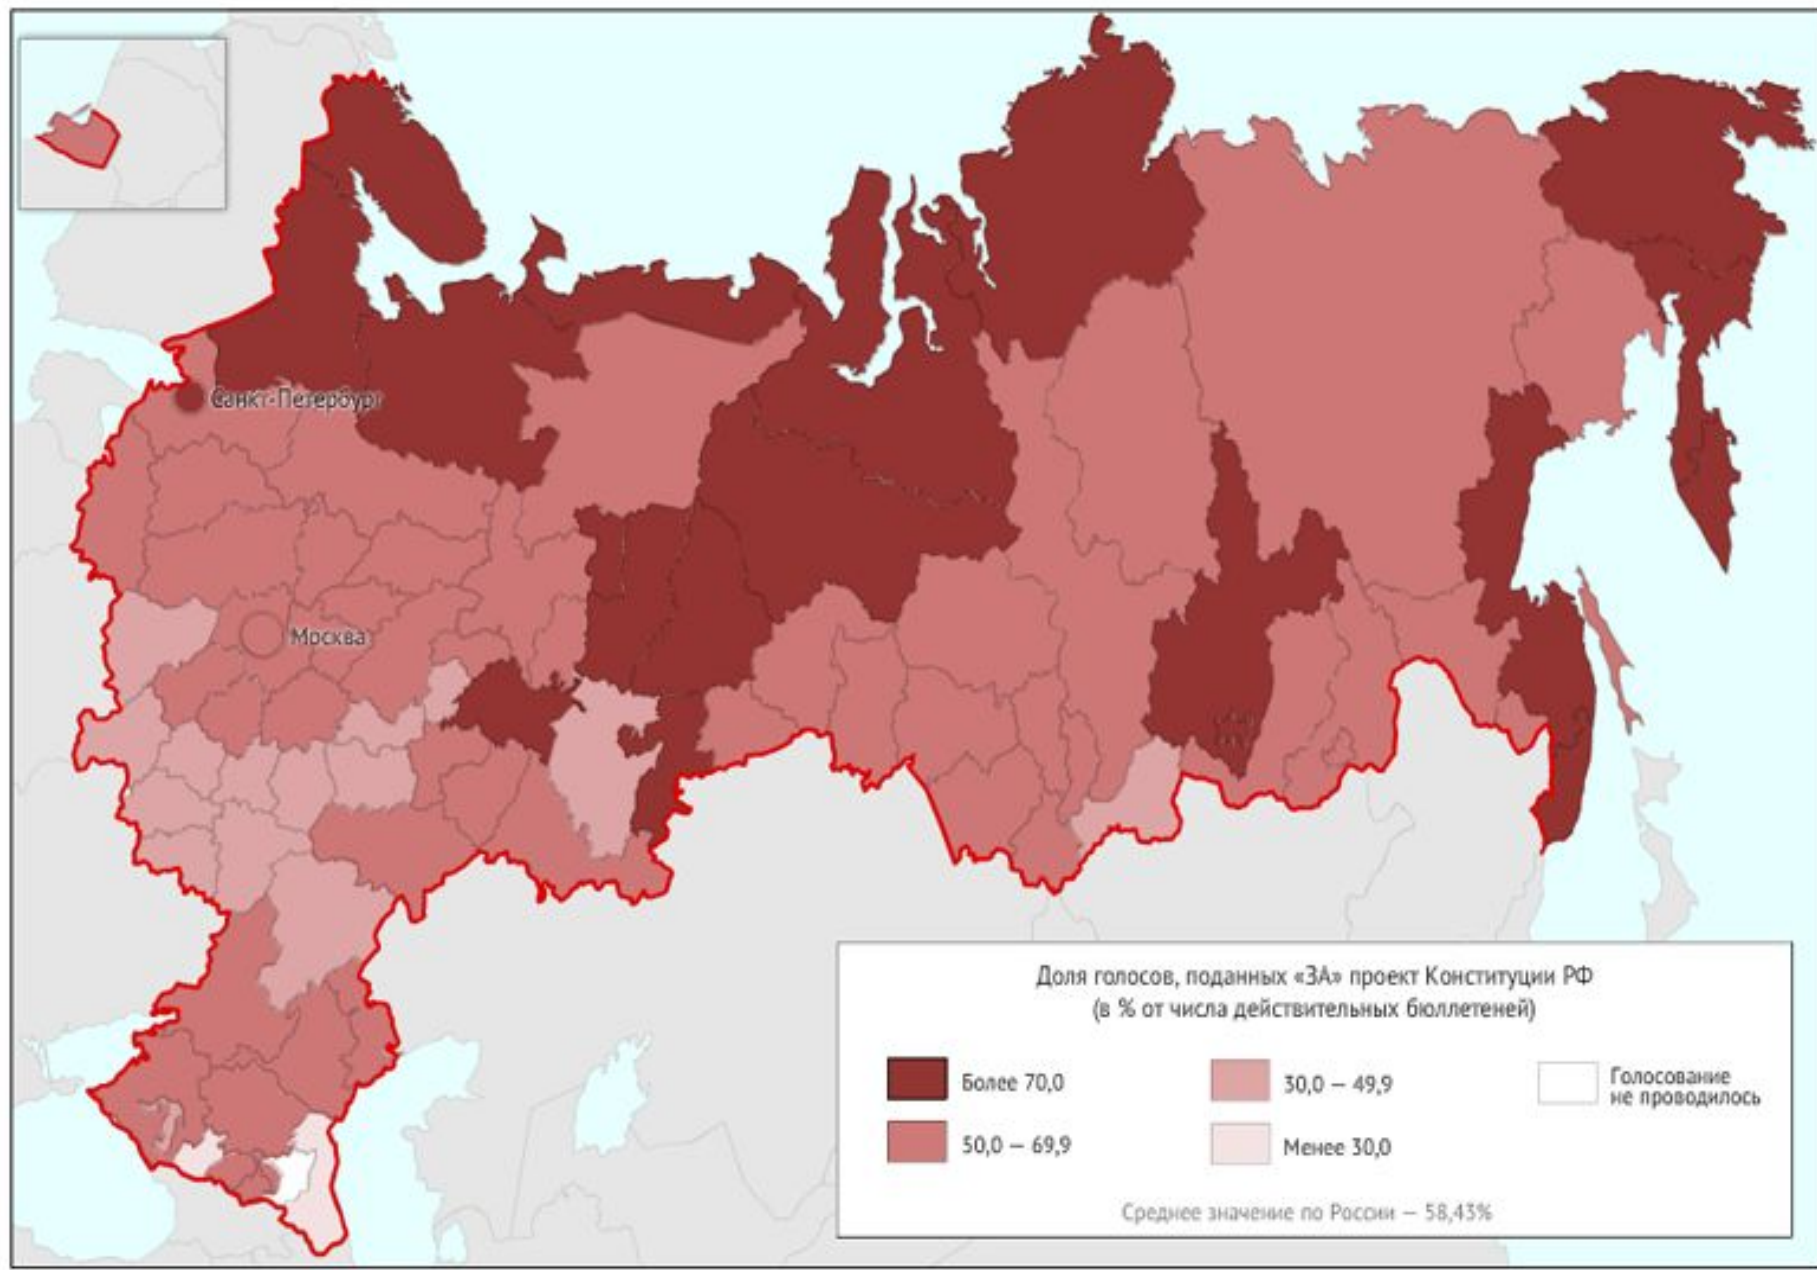 Санкт-Петербург
Москва
Доля голосов, поданных «ЗА» проект Конституции РФ
(в % от числа действительных бюллетеней)
Более 70,0
50,0 — 69,9
30,0 — 49,9
Менее 30,0
Голосование
не проводилось
Среднее значение по России — 58,43%